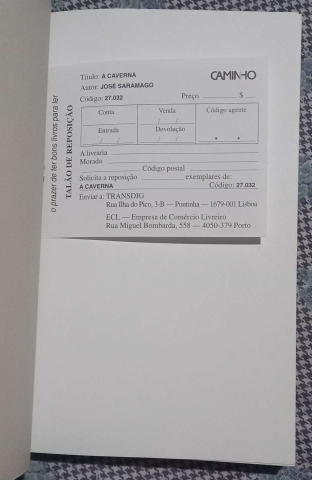 o prazer de ler bons livros para ler
TALÃO DE REPOSIÇÃO
Título: A CAVERNA
CAMINHO
Autor: JOSÉ SARAMAGO
Código: 27.032
Preço $
Conta
Venda
Código agente
/ /
Entrada
Devolução
/ /
/ /
A livraria
Morada
Código postal
Solicita a reposição exemplares de:
A CAVERNA Código: 27.032
Enviar a: TRANSDIG
Rua Ilha do Pico, 3-B — Pontinha — 1679-001 Lisboa
ECL — Empresa de Comércio Livreiro
Rua Miguel Bombarda, 558 — 4050-379 Porto